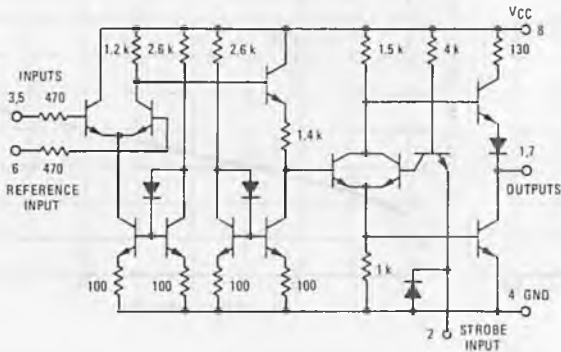 VCC 8
1.2 k 2.6 k 2.6 k 1.5 k 4 k 130
INPUTS
3,5 470
6 470
REFERENCE
INPUT
1.4 k
1,7
OUTPUTS
100 100 100 100
1 k
4 GND
2 STROBE
INPUT